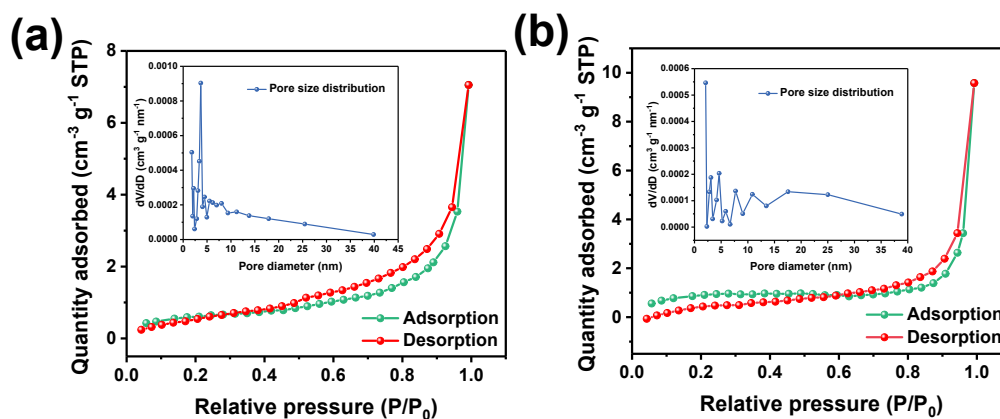 (a)
Quantity adsorbed (cm⁻³ g⁻¹ STP)
8
6
4
2
0
0.0 0.2 0.4 0.6 0.8 1.0
Relative pressure (P/P₀)
Adsorption
Desorption
dV/dD (cm³ g⁻¹ nm⁻¹)
0.0010
0.0008
0.0006
0.0004
0.0002
0.0000
0 5 10 15 20 25 30 35 40 45
Pore diameter (nm)
Pore size distribution
(b)
Quantity adsorbed (cm⁻³ g⁻¹ STP)
10
8
6
4
2
0
0.0 0.2 0.4 0.6 0.8 1.0
Relative pressure (P/P₀)
Adsorption
Desorption
dV/dD (cm³ g⁻¹ nm⁻¹)
0.0006
0.0005
0.0004
0.0003
0.0002
0.0001
0.0000
0 10 20 30 40
Pore diameter (nm)
Pore size distribution